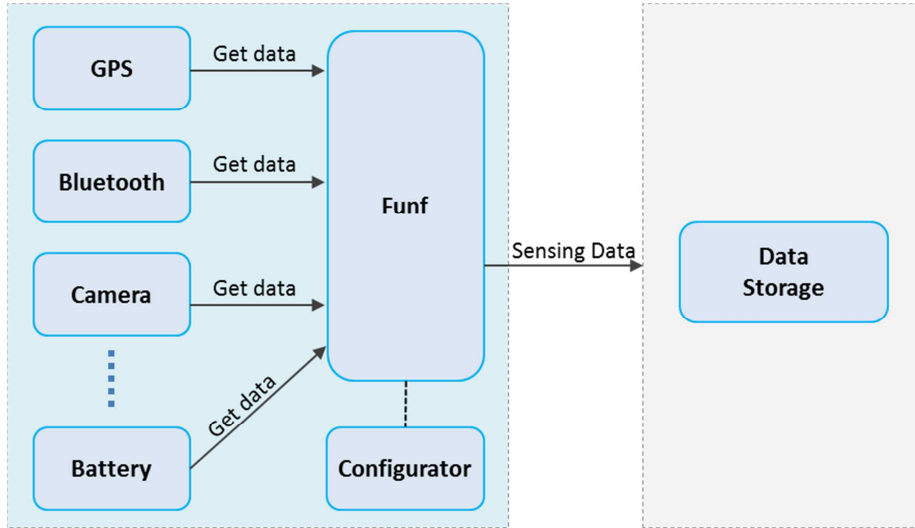 GPS
Get data
Bluetooth
Get data
Camera
Get data
Battery
Get data
Funf
Configurator
Sensing Data
Data
Storage